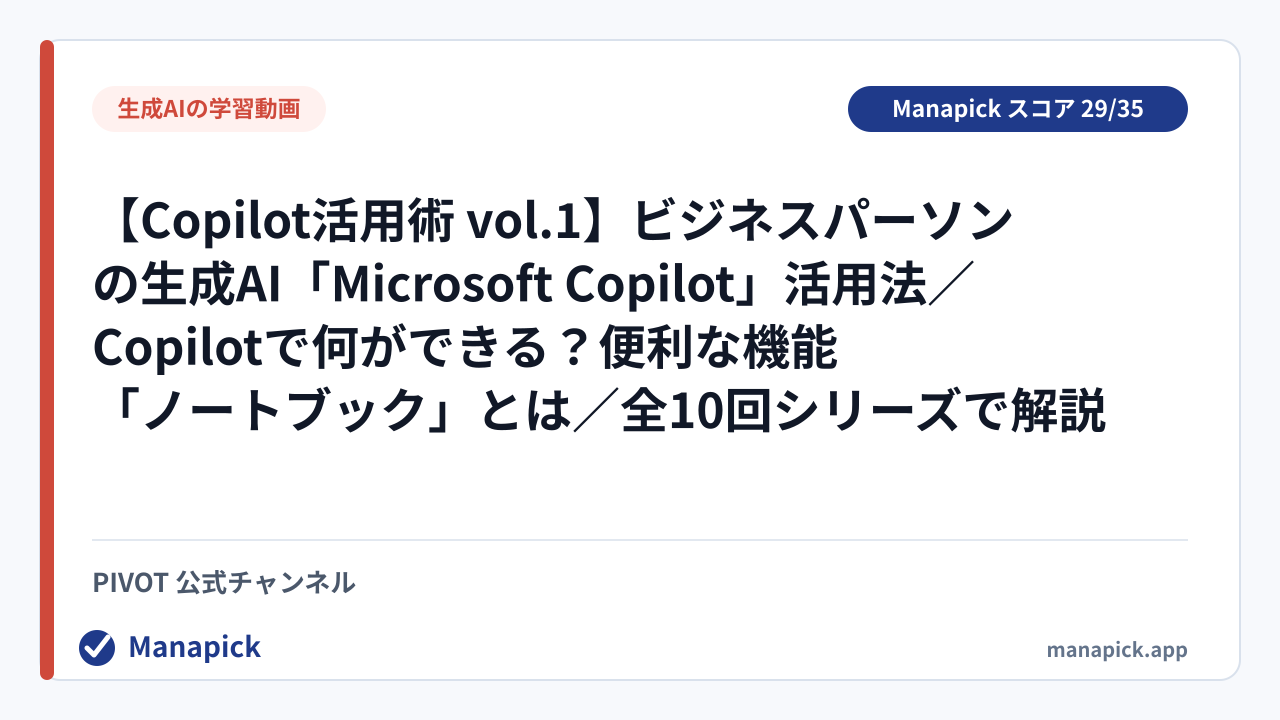 生成AIの学習動画
Manapick スコア 29/35
【Copilot活用術 vol.1】ビジネスパーソン
の生成AI「Microsoft Copilot」活用法／
Copilotで何ができる？便利な機能
「ノートブック」とは／全10回シリーズで解説
PIVOT 公式チャンネル
Manapick
manapick.app